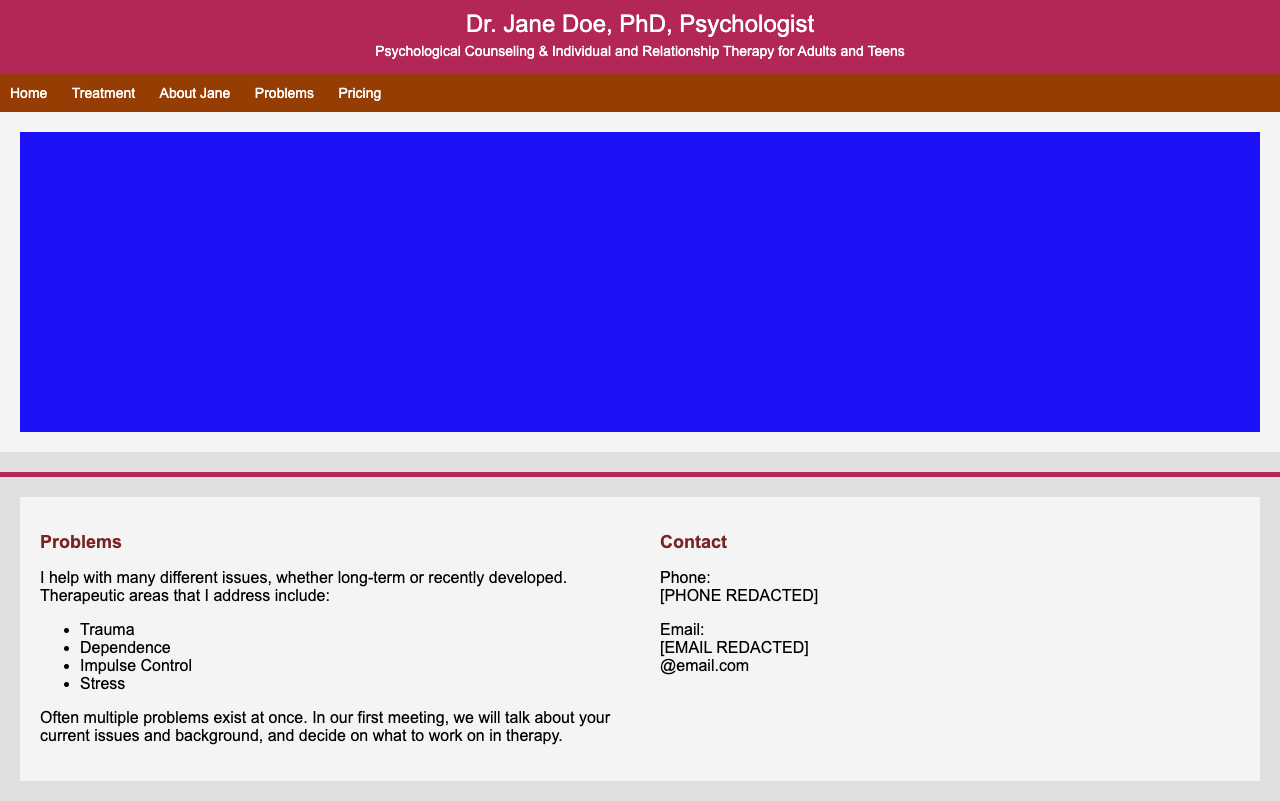 Dr. Jane Doe, PhD, Psychologist
Psychological Counseling & Individual and Relationship Therapy for Adults and Teens
Home Treatment About Jane Problems Pricing
Problems
I help with many different issues, whether long-term or recently developed.
Therapeutic areas that I address include:
• Trauma
• Dependence
• Impulse Control
• Stress
Often multiple problems exist at once. In our first meeting, we will talk about your
current issues and background, and decide on what to work on in therapy.
Contact
Phone:
[PHONE REDACTED]
Email:
[EMAIL REDACTED]
@email.com